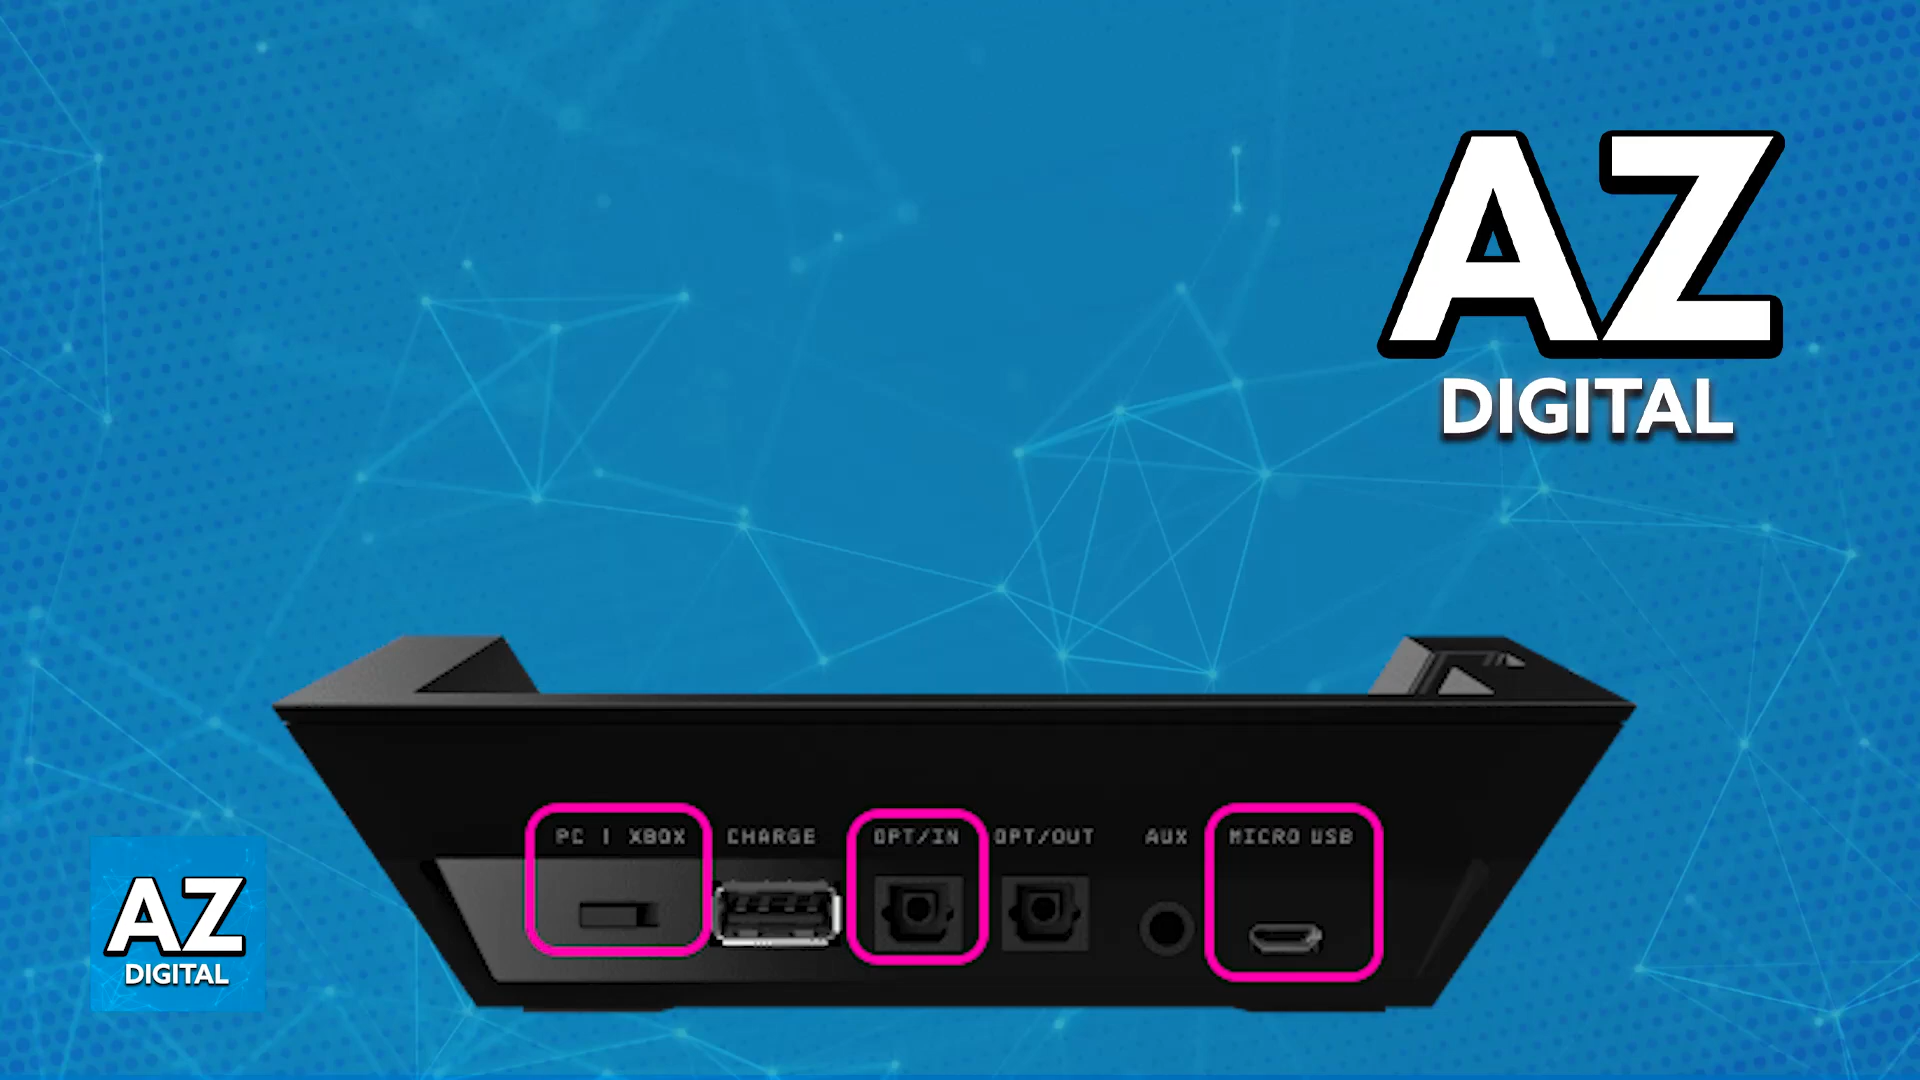 AZ
DIGITAL
PC | XBOX
CHARGE
OPT/IN
OPT/OUT
AUX
MICRO USB
AZ
DIGITAL